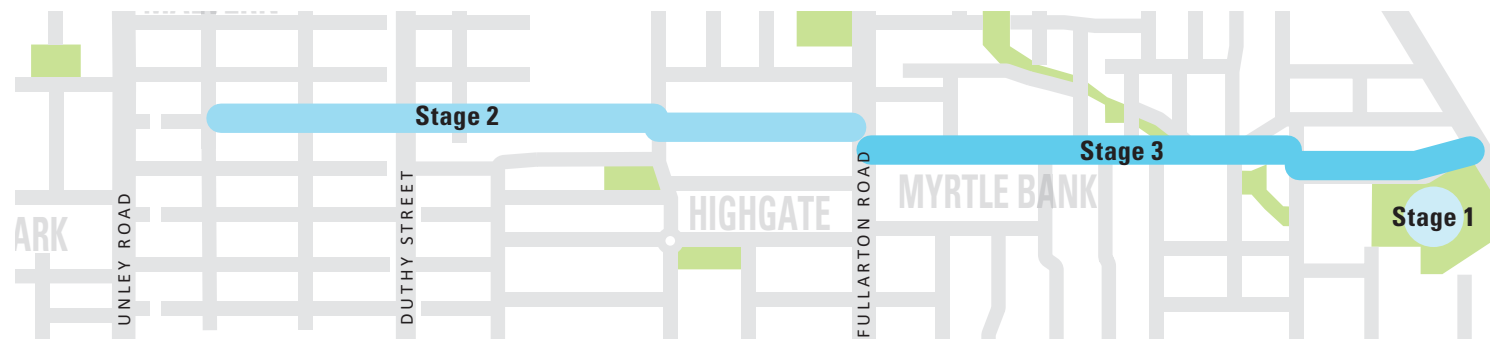 Stage 2
Stage 3
MYRTLE BANK
HIGHGATE
Stage 1
ARK
UNLEY ROAD
DUTHY STREET
FULLARTON ROAD